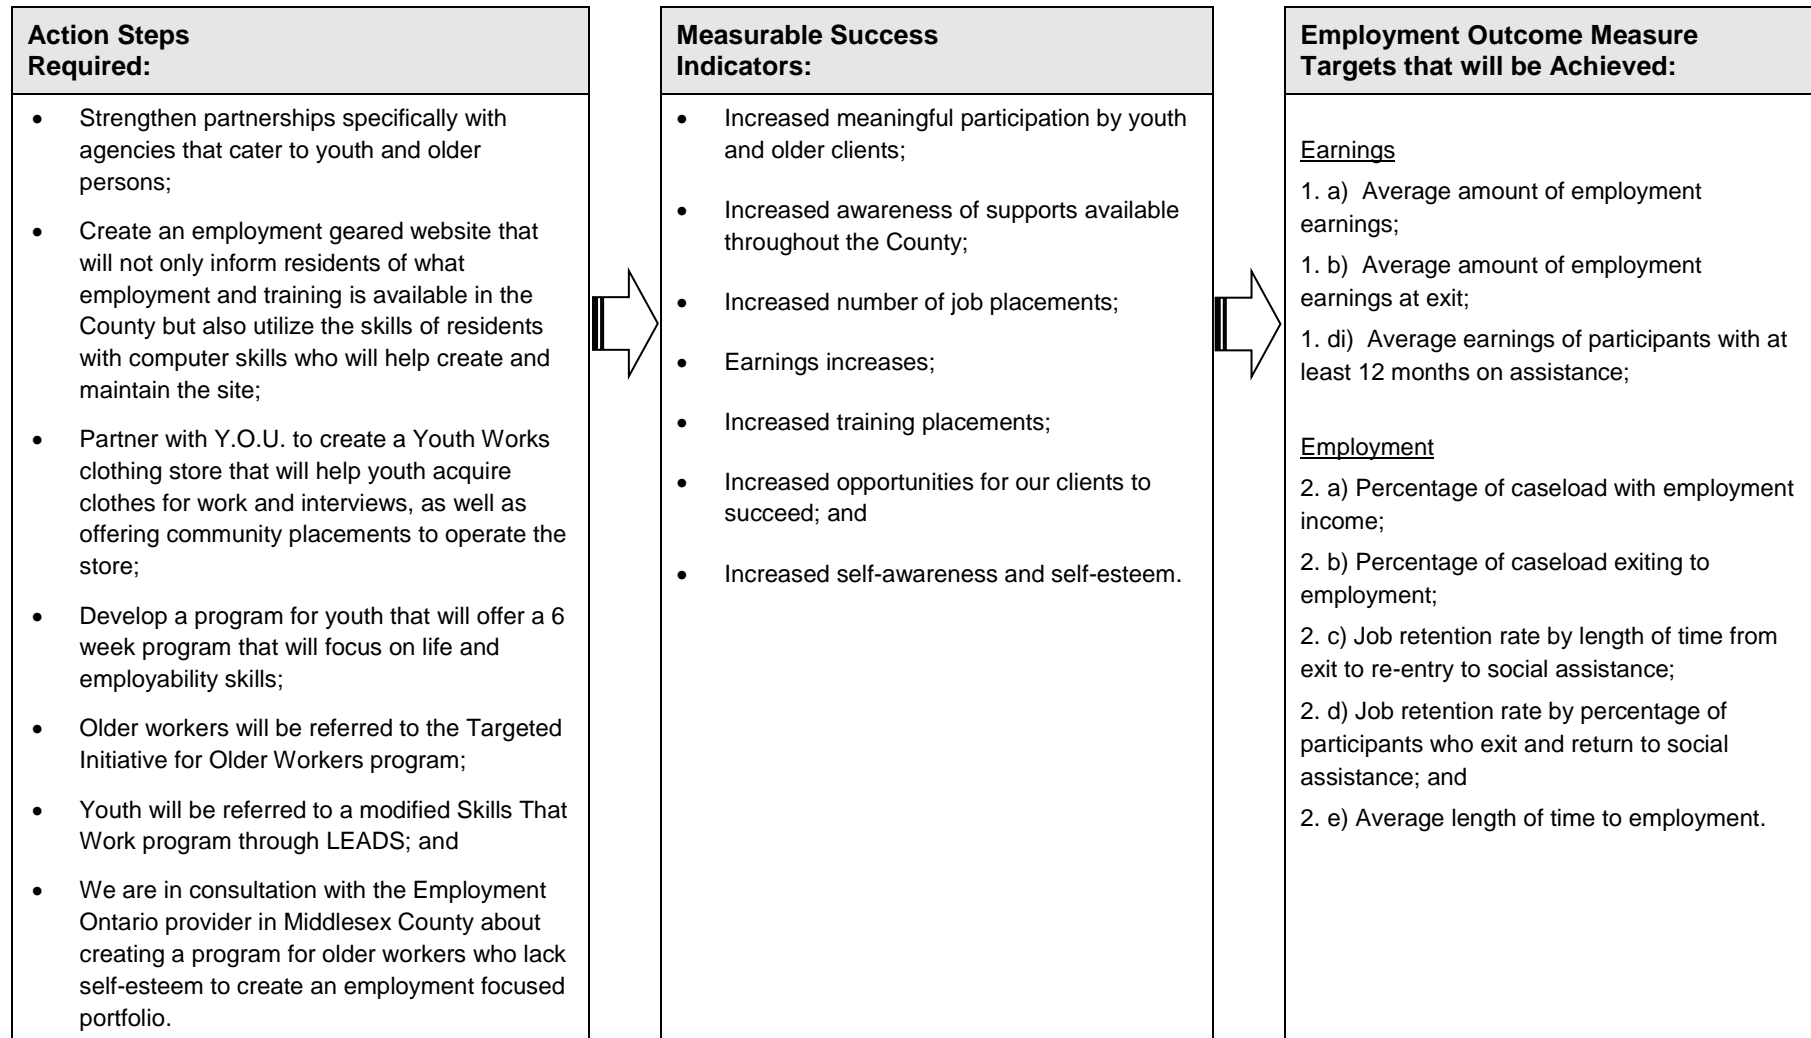 Action Steps
Required:
• Strengthen partnerships specifically with
agencies that cater to youth and older
persons;
• Create an employment geared website that
will not only inform residents of what
employment and training is available in the
County but also utilize the skills of residents
with computer skills who will help create and
maintain the site;
• Partner with Y.O.U. to create a Youth Works
clothing store that will help youth acquire
clothes for work and interviews, as well as
offering community placements to operate the
store;
• Develop a program for youth that will offer a 6
week program that will focus on life and
employability skills;
• Older workers will be referred to the Targeted
Initiative for Older Workers program;
• Youth will be referred to a modified Skills That
Work program through LEADS; and
• We are in consultation with the Employment
Ontario provider in Middlesex County about
creating a program for older workers who lack
self-esteem to create an employment focused
portfolio.
Measurable Success
Indicators:
• Increased meaningful participation by youth
and older clients;
• Increased awareness of supports available
throughout the County;
• Increased number of job placements;
• Earnings increases;
• Increased training placements;
• Increased opportunities for our clients to
succeed; and
• Increased self-awareness and self-esteem.
Employment Outcome Measure
Targets that will be Achieved:
Earnings
1. a) Average amount of employment
earnings;
1. b) Average amount of employment
earnings at exit;
1. di) Average earnings of participants with at
least 12 months on assistance;
Employment
2. a) Percentage of caseload with employment
income;
2. b) Percentage of caseload exiting to
employment;
2. c) Job retention rate by length of time from
exit to re-entry to social assistance;
2. d) Job retention rate by percentage of
participants who exit and return to social
assistance; and
2. e) Average length of time to employment.